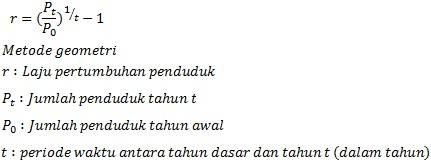 r = (Pt/P0)^1/t − 1
Metode geometri
r : Laju pertumbuhan penduduk
Pt : Jumlah penduduk tahun t
P0 : Jumlah penduduk tahun awal
t : periode waktu antara tahun dasar dan tahun t (dalam tahun)